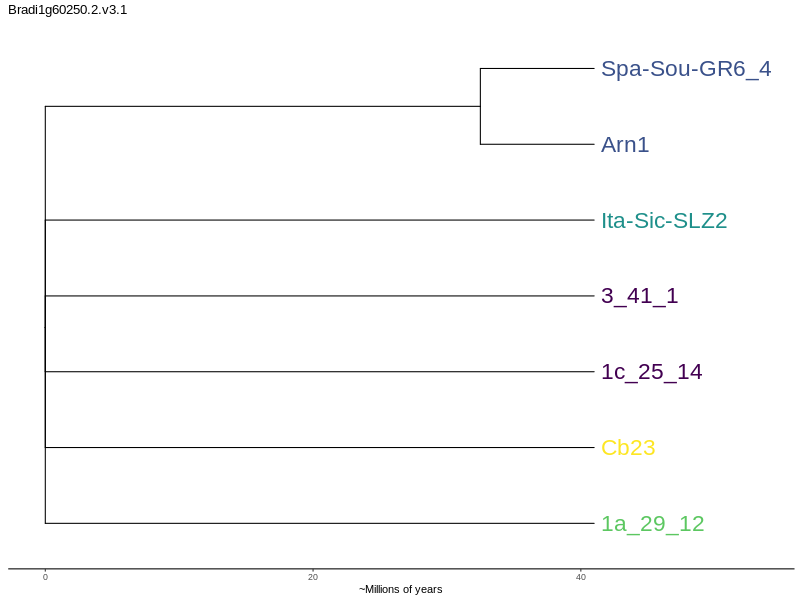 Bradi1g60250.2.v3.1
Spa-Sou-GR6_4
Arn1
Ita-Sic-SLZ2
3_41_1
1c_25_14
Cb23
1a_29_12
0 20 40
~Millions of years